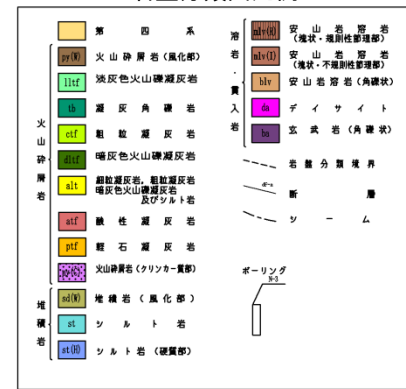 第四系
py(W) 火山砕屑岩(風化部)
lltf 淡灰色火山礫凝灰岩
tb 凝灰角礫岩
ctf 粗粒凝灰岩
dltf 暗灰色火山礫凝灰岩
alt 細粒凝灰岩,粗粒凝灰岩
暗灰色火山礫凝灰岩
及びシルト岩
atf 酸性凝灰岩
ptf 軽石凝灰岩
py(C) 火山砕屑岩(クリンカー質部)
火山砕屑岩
sd(W) 堆積岩(風化部)
st シルト岩
st(H) シルト岩(硬質部)
堆積岩
溶岩・貫入岩
mlv(R) 安山岩溶岩
(塊状・規則性節理部)
mlv(I) 安山岩溶岩
(塊状・不規則性節理部)
blv 安山岩溶岩(角礫状)
da デイサイト
ba 玄武岩(角礫状)
岩盤分類境界
断層
シーム
ボーリング
N-3